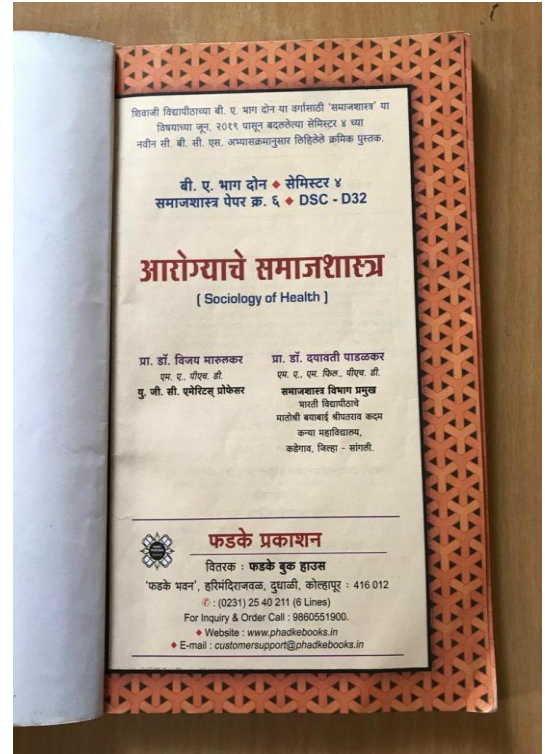 शिवाजी विद्यापीठाच्या बी. ए. भाग दोन या वर्गासाठी 'समाजशास्त्र' या
विषयाच्या जून, २०१९ पासून बदललेल्या सेमिस्टर ४ च्या
नवीन सी. बी. सी. एस. अभ्यासक्रमानुसार लिहिलेले क्रमिक पुस्तक.
बी. ए. भाग दोन ◆ सेमिस्टर ४
समाजशास्त्र पेपर क्र. ६ ◆ DSC - D32
आरोग्याचे समाजशास्त्र
( Sociology of Health )
प्रा. डॉ. विजय मारुलकर
एम. ए., पीएच. डी.
यु. जी. सी. एमेरिटस् प्रोफेसर
प्रा. डॉ. दयावती पाडळकर
एम. ए., एम. फिल., पीएच. डी.
समाजशास्त्र विभाग प्रमुख
भारती विद्यापीठाचे
मातोश्री बयाबाई श्रीपतराव कदम
कन्या महाविद्यालय,
कडेगाव, जिल्हा - सांगली.
फडके प्रकाशन
वितरक : फडके बुक हाउस
'फडके भवन', हरिमंदिराजवळ, दुधाळी, कोल्हापूर : 416 012
✆ : (0231) 25 40 211 (6 Lines)
For Inquiry & Order Call : 9860551900.
◆ Website : www.phadkebooks.in
◆ E-mail : customersupport@phadkebooks.in